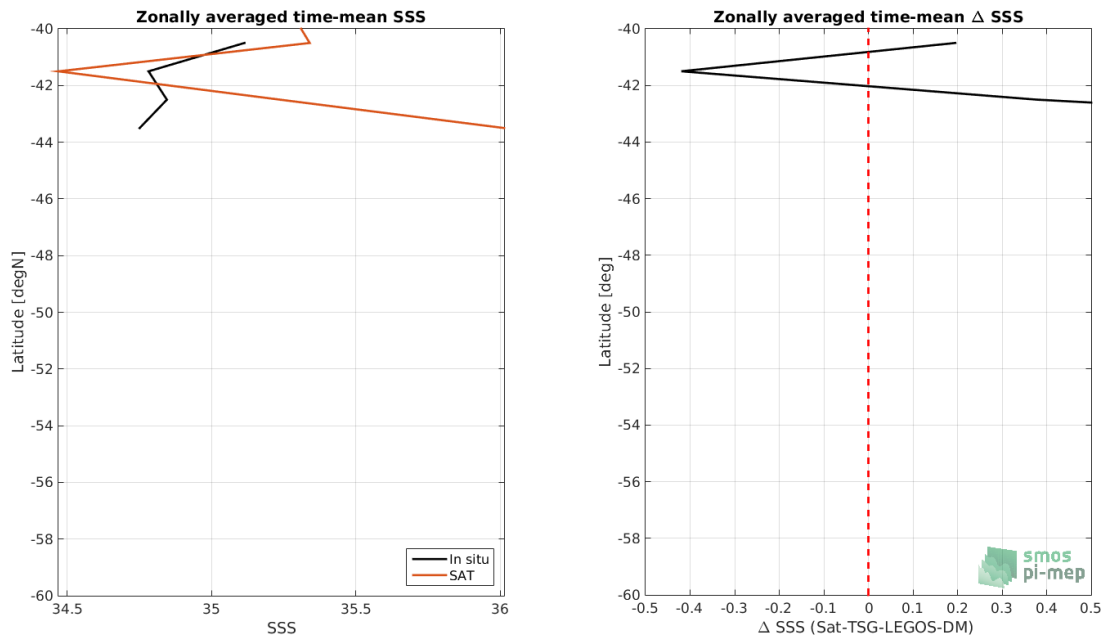 Zonally averaged time-mean SSS
-40
-42
-44
-46
-48
-50
-52
-54
-56
-58
-60
Latitude [degN]
34.5 35 35.5 36
SSS
In situ
SAT
Zonally averaged time-mean Δ SSS
-40
-42
-44
-46
-48
-50
-52
-54
-56
-58
-60
Latitude [deg]
-0.5 -0.4 -0.3 -0.2 -0.1 0 0.1 0.2 0.3 0.4 0.5
Δ SSS (Sat-TSG-LEGOS-DM)
smos
pi-mep